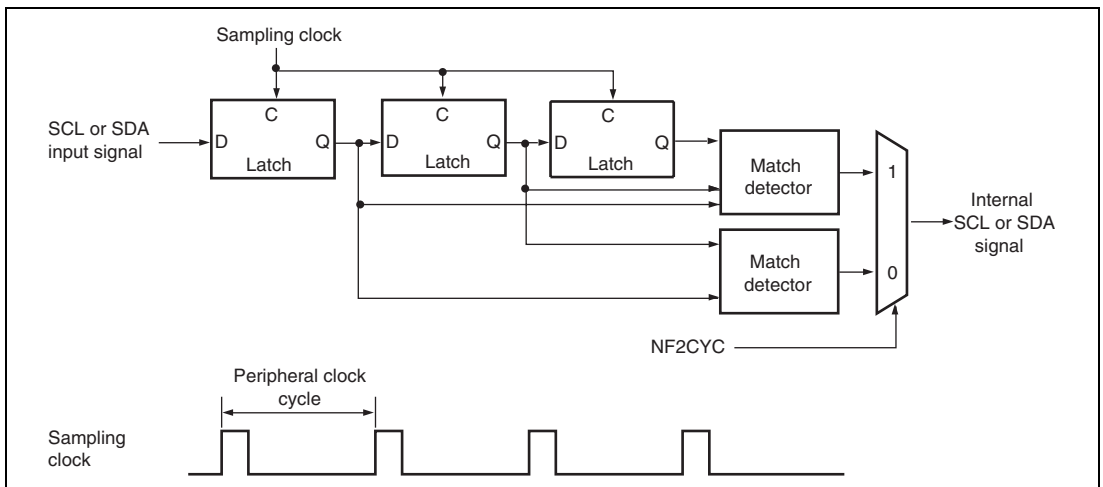 Sampling clock
SCL or SDA
input signal
C
D
Q
Latch
C
D
Q
Latch
C
D
Q
Latch
Match
detector
Match
detector
1
0
Internal
SCL or SDA
signal
NF2CYC
Peripheral clock
cycle
Sampling
clock